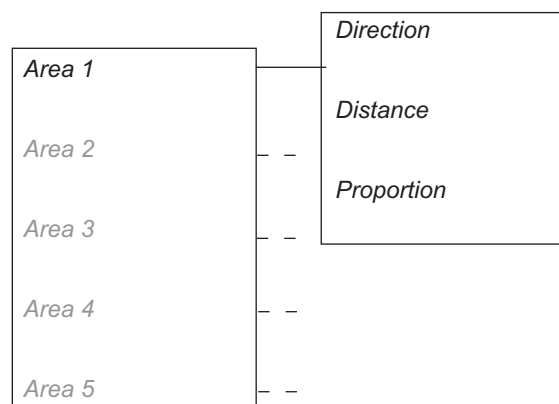 Area 1
Area 2
Area 3
Area 4
Area 5
Direction
Distance
Proportion